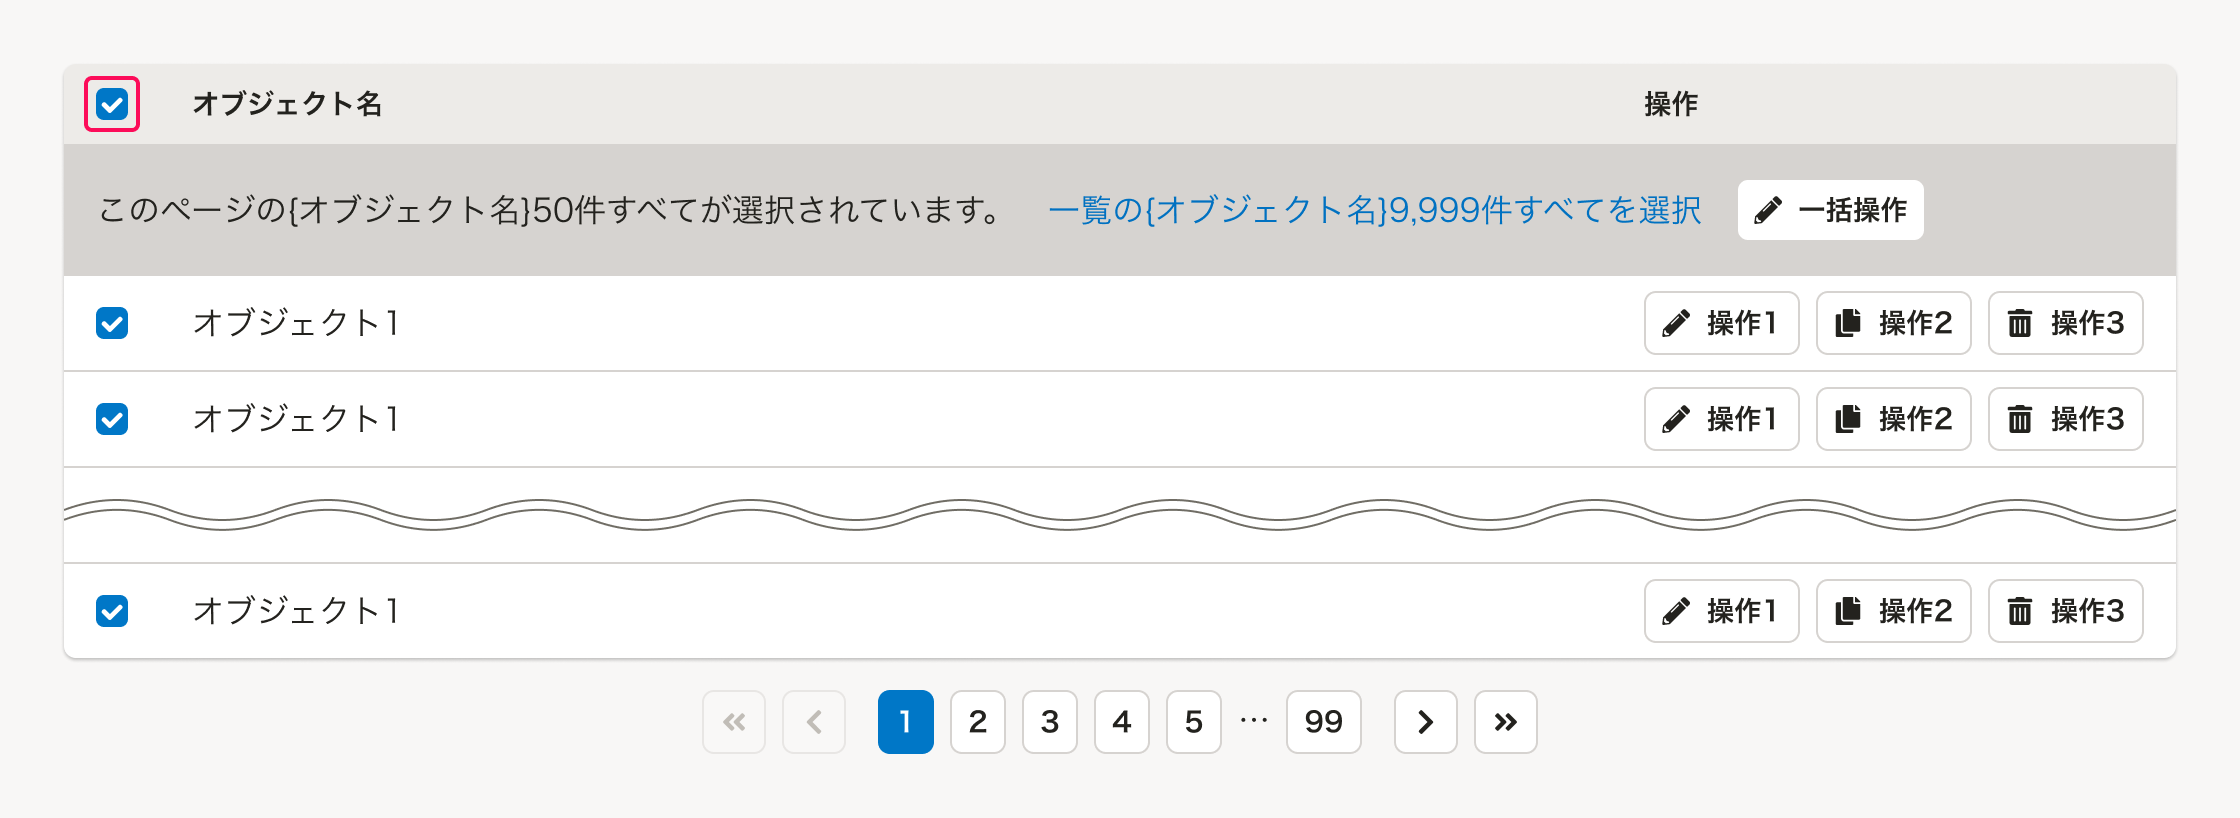 オブジェクト名 操作
このページの{オブジェクト名}50件すべてが選択されています。 一覧の{オブジェクト名}9,999件すべてを選択 一括操作
オブジェクト1 操作1 操作2 操作3
オブジェクト1 操作1 操作2 操作3
オブジェクト1 操作1 操作2 操作3
1 2 3 4 5 … 99